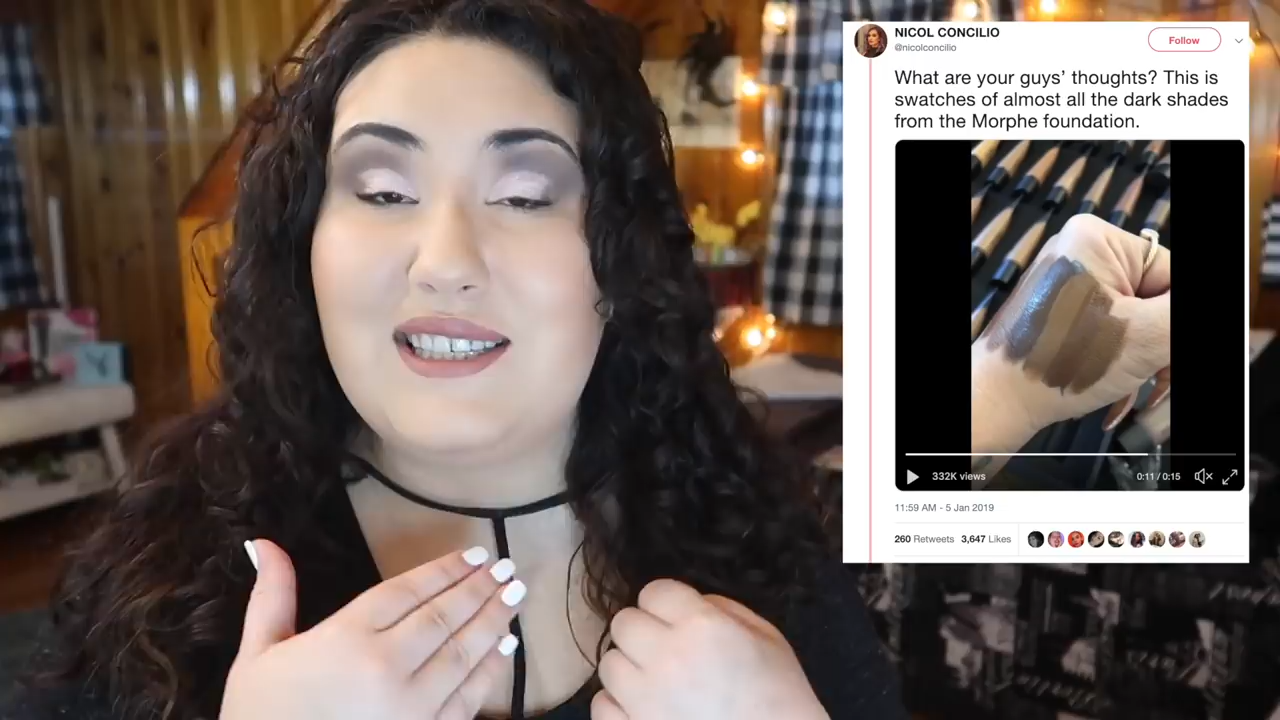 NICOL CONCILIO
@nicolconcilio
Follow
What are your guys’ thoughts? This is
swatches of almost all the dark shades
from the Morphe foundation.
332K views
0:11 / 0:15
11:59 AM - 5 Jan 2019
260 Retweets 3,647 Likes